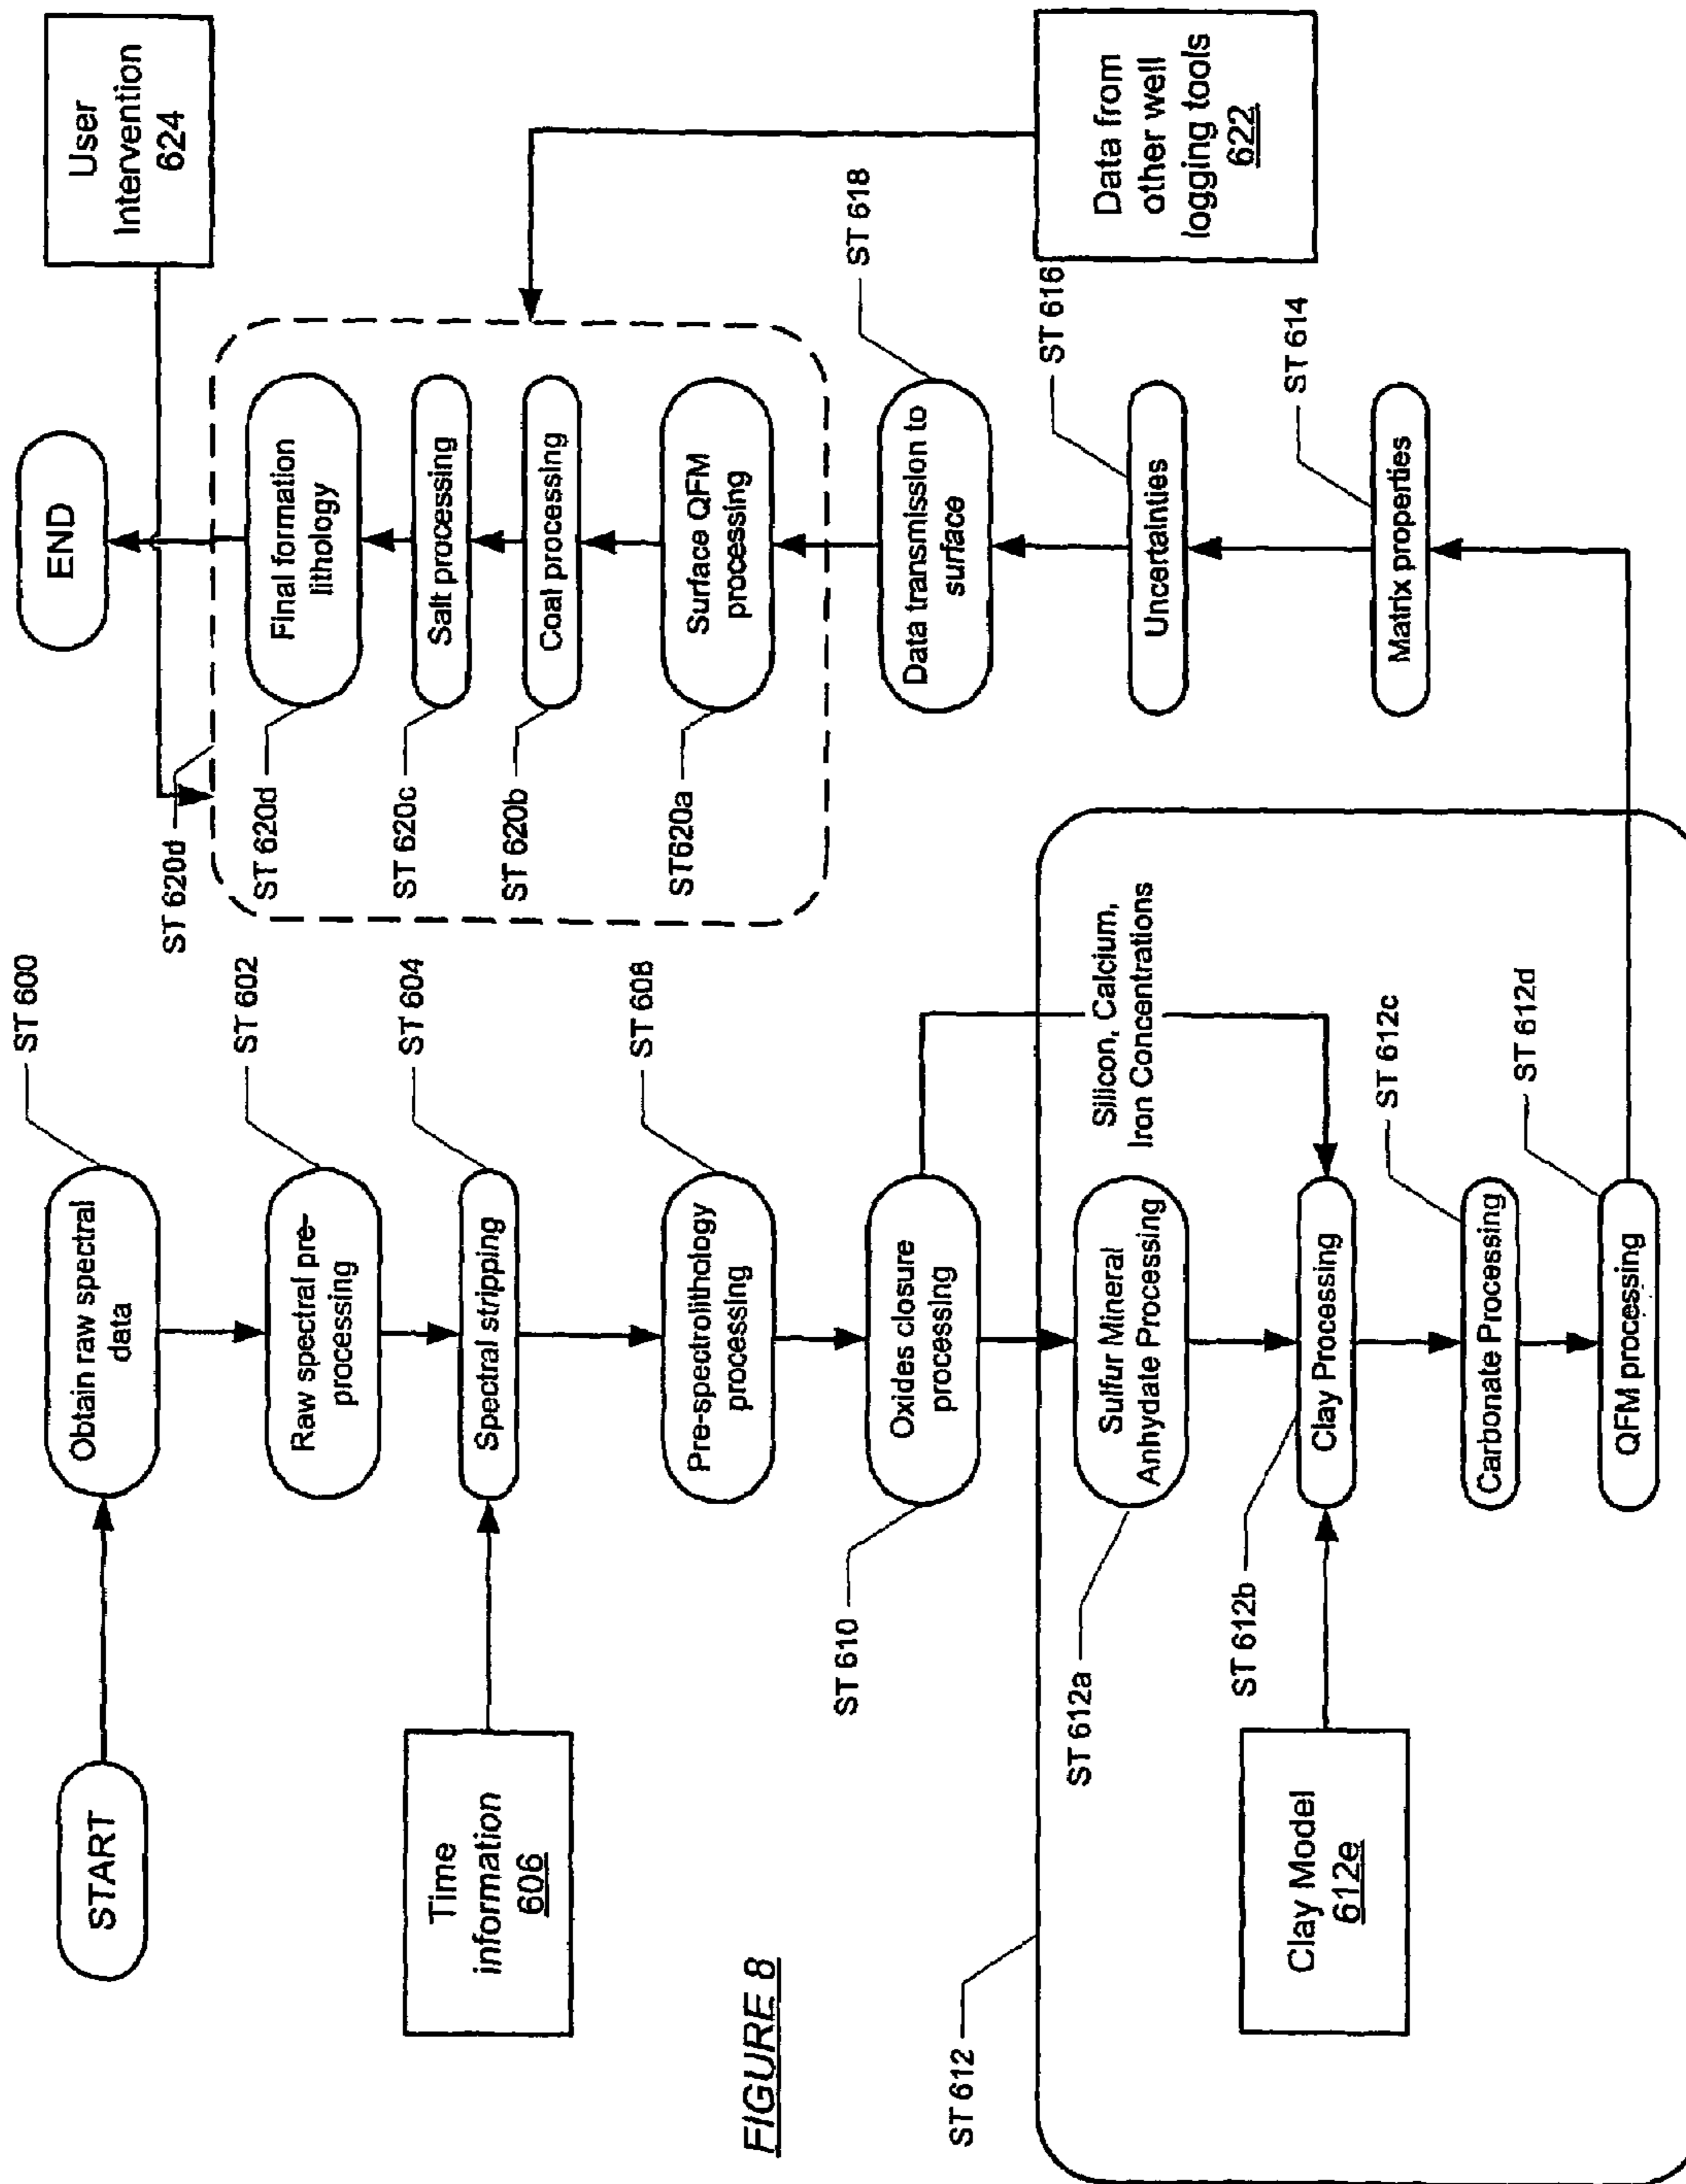 START
Obtain raw spectral
data
ST 600
Raw spectral pre-
processing
ST 602
Time
information
606
Spectral stripping
ST 604
Pre-spectrolithology
processing
ST 608
Oxides closure
processing
ST 610
Silicon, Calcium,
Iron Concentrations
ST 612
Sulfur Mineral
Anhydate Processing
ST 612a
Clay Model
612e
Clay Processing
ST 612b
Carbonate Processing
ST 612c
QFM processing
ST 612d
Matrix properties
ST 614
Uncertainties
ST 616
Data transmission to
surface
ST 618
Surface QFM
processing
ST620a
Coal processing
ST 620b
Salt processing
ST 620c
Final formation
lithology
ST 620d
ST 620d
END
User
Intervention
624
Data from
other well
logging tools
622
FIGURE 8